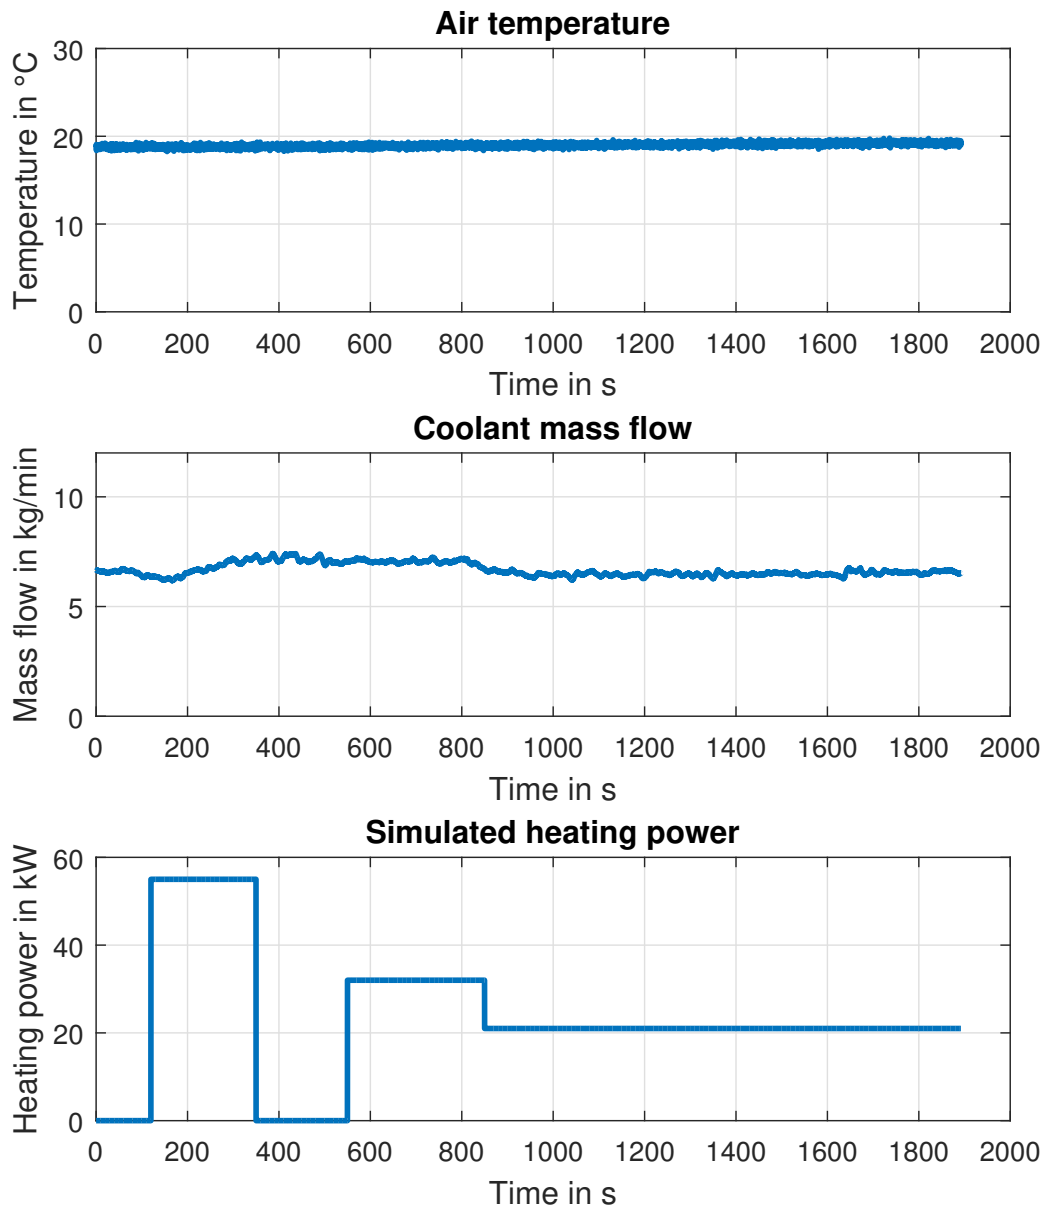 Air temperature
Temperature in °C
30
20
10
0
0 200 400 600 800 1000 1200 1400 1600 1800 2000
Time in s
Coolant mass flow
Mass flow in kg/min
10
5
0
0 200 400 600 800 1000 1200 1400 1600 1800 2000
Time in s
Simulated heating power
Heating power in kW
60
40
20
0
0 200 400 600 800 1000 1200 1400 1600 1800 2000
Time in s